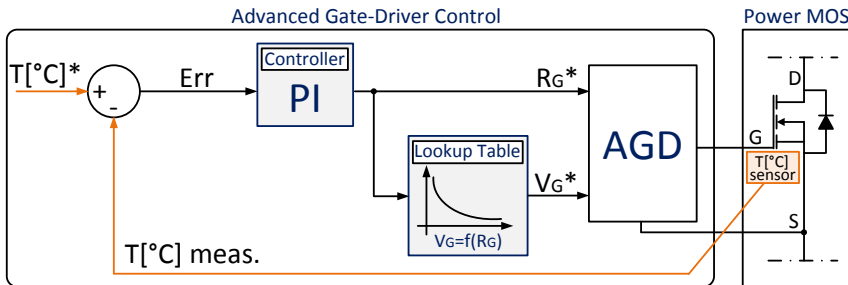 Advanced Gate-Driver Control
Power MOS
T[°C]*
+
-
Err
Controller
PI
RG*
Lookup Table
VG=f(RG)
VG*
AGD
D
G
T[°C]
sensor
S
T[°C] meas.